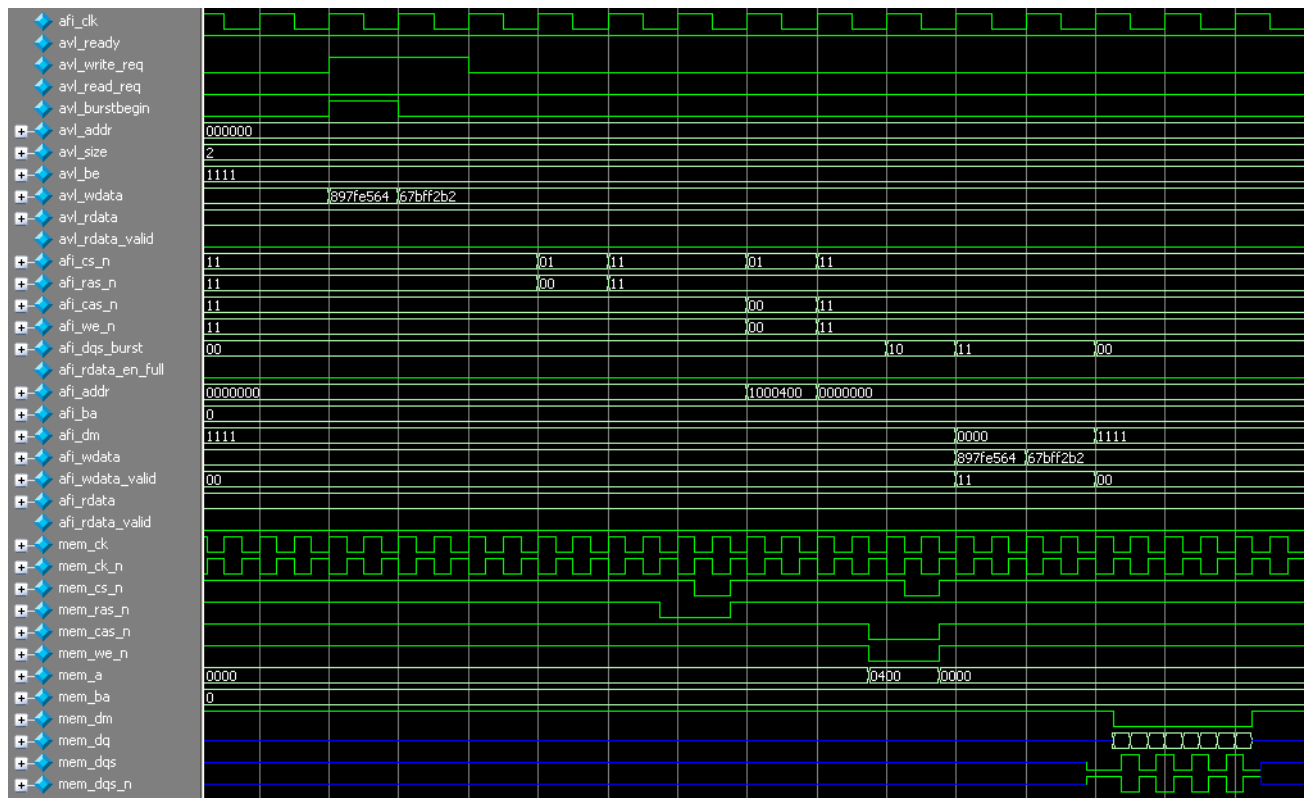 afi_clk
avl_ready
avl_write_req
avl_read_req
avl_burstbegin
avl_addr 000000
avl_size 2
avl_be 1111
avl_wdata 897fe564 67bff2b2
avl_rdata
avl_rdata_valid
afi_cs_n 11 01 11 01 11
afi_ras_n 11 00 11
afi_cas_n 11 00 11
afi_we_n 11 00 11
afi_dqs_burst 00 10 11 00
afi_rdata_en_full
afi_addr 0000000 1000400 0000000
afi_ba 0
afi_dm 1111 0000 1111
afi_wdata 897fe564 67bff2b2
afi_wdata_valid 00 11 00
afi_rdata
afi_rdata_valid
mem_ck
mem_ck_n
mem_cs_n
mem_ras_n
mem_cas_n
mem_we_n
mem_a 0000 0400 0000
mem_ba 0
mem_dm
mem_dq
mem_dqs
mem_dqs_n